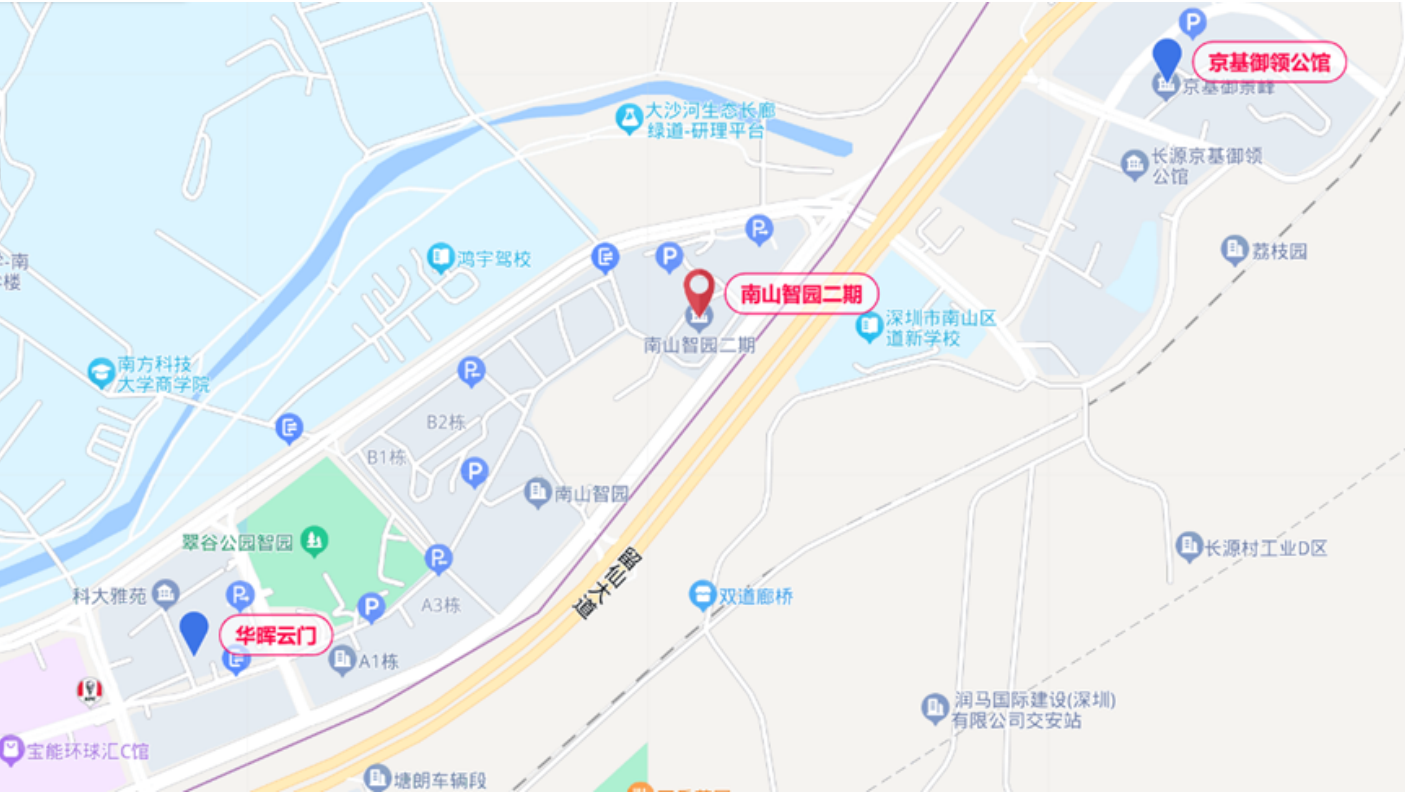 P
京基御领公馆
京基御景峰
大沙河生态长廊
绿道-研理平台
长源京基御领
公馆
P
P
南山智园二期
荔枝园
鸿宇驾校
学-南
楼
深圳市南山区
道新学校
南山智园二期
南方科技
大学商学院
P
B2栋
B1栋
P
南山智园
翠谷公园智园
P
留仙大道
长源村工业D区
科大雅苑
P
P
A3栋
双道廊桥
华晖云门
A1栋
KFC
润马国际建设(深圳)
有限公司交安站
宝能环球汇C馆
塘朗车辆段